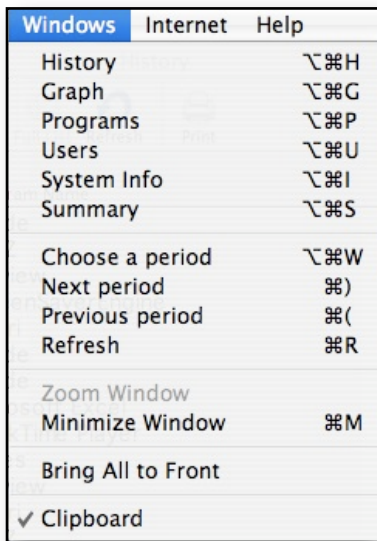 Windows Internet Help
History ⌥⌘H
Graph ⌥⌘G
Programs ⌥⌘P
Users ⌥⌘U
System Info ⌥⌘I
Summary ⌥⌘S
Choose a period ⌥⌘W
Next period ⌘)
Previous period ⌘(
Refresh ⌘R
Zoom Window
Minimize Window ⌘M
Bring All to Front
✓ Clipboard